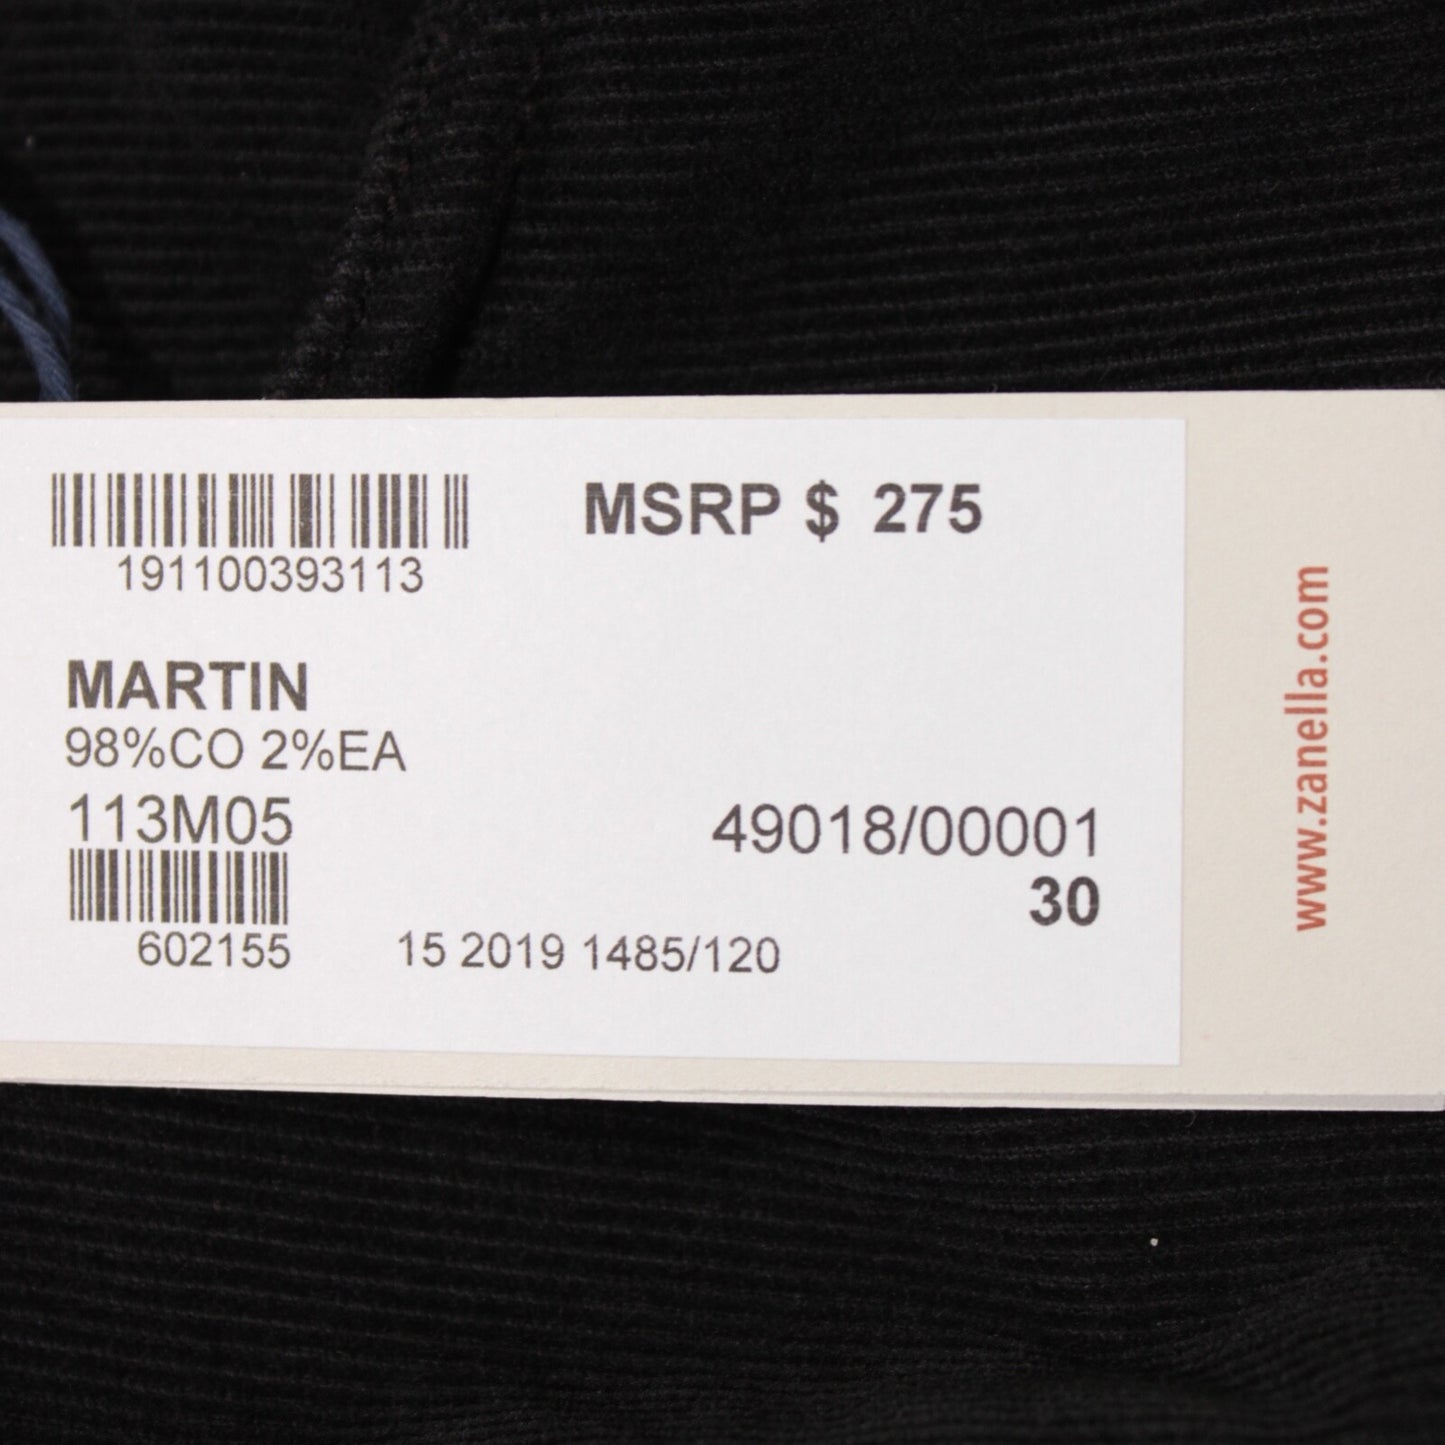 MSRP $ 275
191100393113
MARTIN
98%CO 2%EA
113M05
49018/00001
30
602155
15 2019 1485/120
www.zanella.com